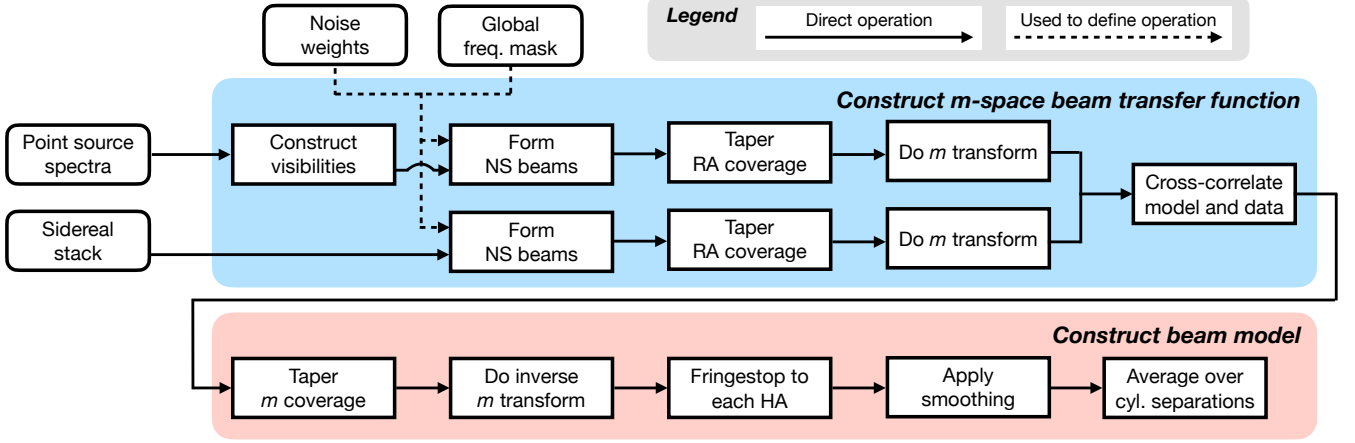 Noise
weights
Global
freq. mask
Legend
Direct operation
Used to define operation
Construct m-space beam transfer function
Point source
spectra
Construct
visibilities
Form
NS beams
Taper
RA coverage
Do m transform
Cross-correlate
model and data
Sidereal
stack
Form
NS beams
Taper
RA coverage
Do m transform
Construct beam model
Taper
m coverage
Do inverse
m transform
Fringestop to
each HA
Apply
smoothing
Average over
cyl. separations